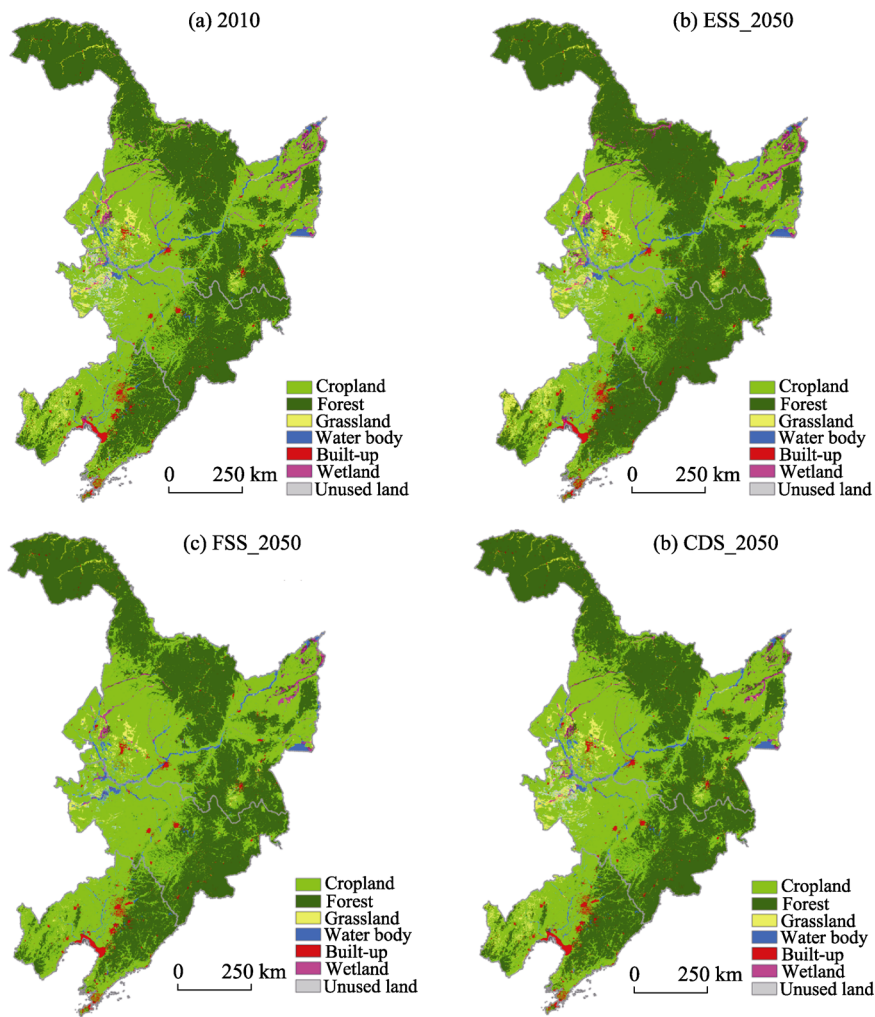 (a) 2010
(b) ESS_2050
Cropland
Forest
Grassland
Water body
Built-up
Wetland
Unused land
0 250 km
Cropland
Forest
Grassland
Water body
Built-up
Wetland
Unused land
0 250 km
(c) FSS_2050
(b) CDS_2050
Cropland
Forest
Grassland
Water body
Built-up
Wetland
Unused land
0 250 km
Cropland
Forest
Grassland
Water body
Built-up
Wetland
Unused land
0 250 km